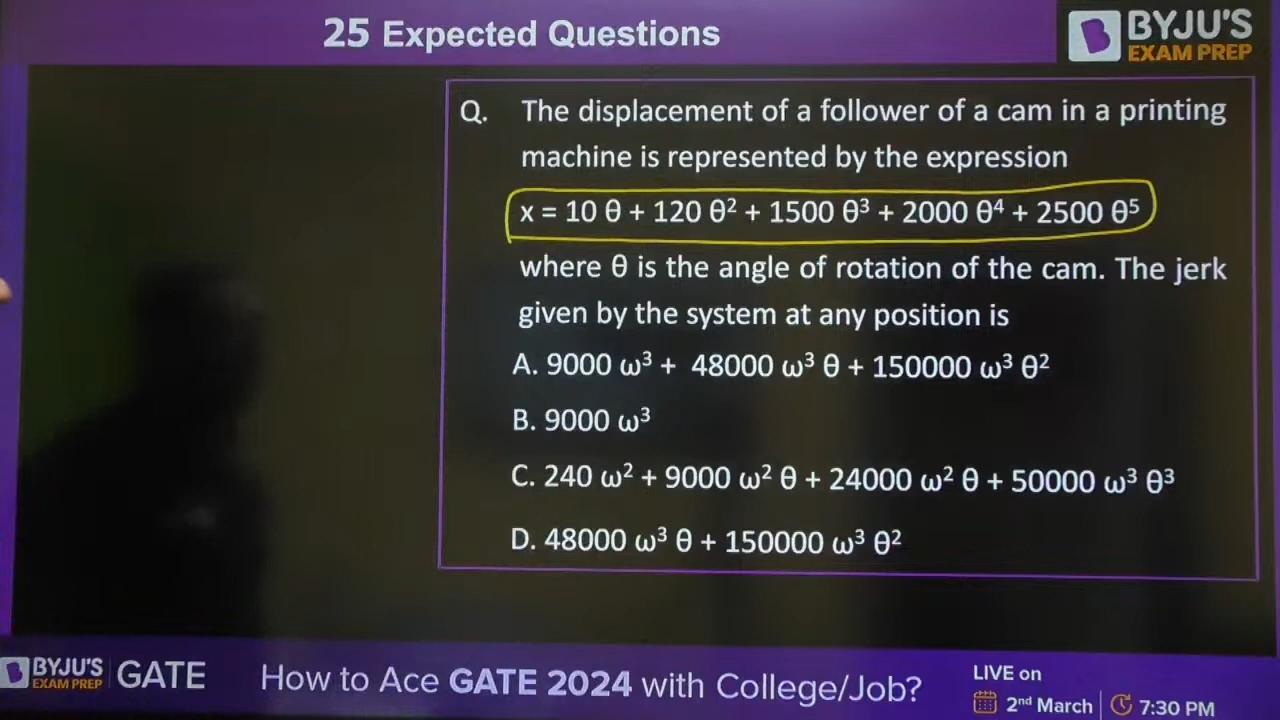 25 Expected Questions
BYJU'S
EXAM PREP
Q. The displacement of a follower of a cam in a printing
machine is represented by the expression
x = 10 θ + 120 θ² + 1500 θ³ + 2000 θ⁴ + 2500 θ⁵
where θ is the angle of rotation of the cam. The jerk
given by the system at any position is
A. 9000 ω³ + 48000 ω³ θ + 150000 ω³ θ²
B. 9000 ω³
C. 240 ω² + 9000 ω² θ + 24000 ω² θ + 50000 ω³ θ³
D. 48000 ω³ θ + 150000 ω³ θ²
BYJU'S
EXAM PREP
GATE
How to Ace GATE 2024 with College/Job?
LIVE on
2nd March
7:30 PM